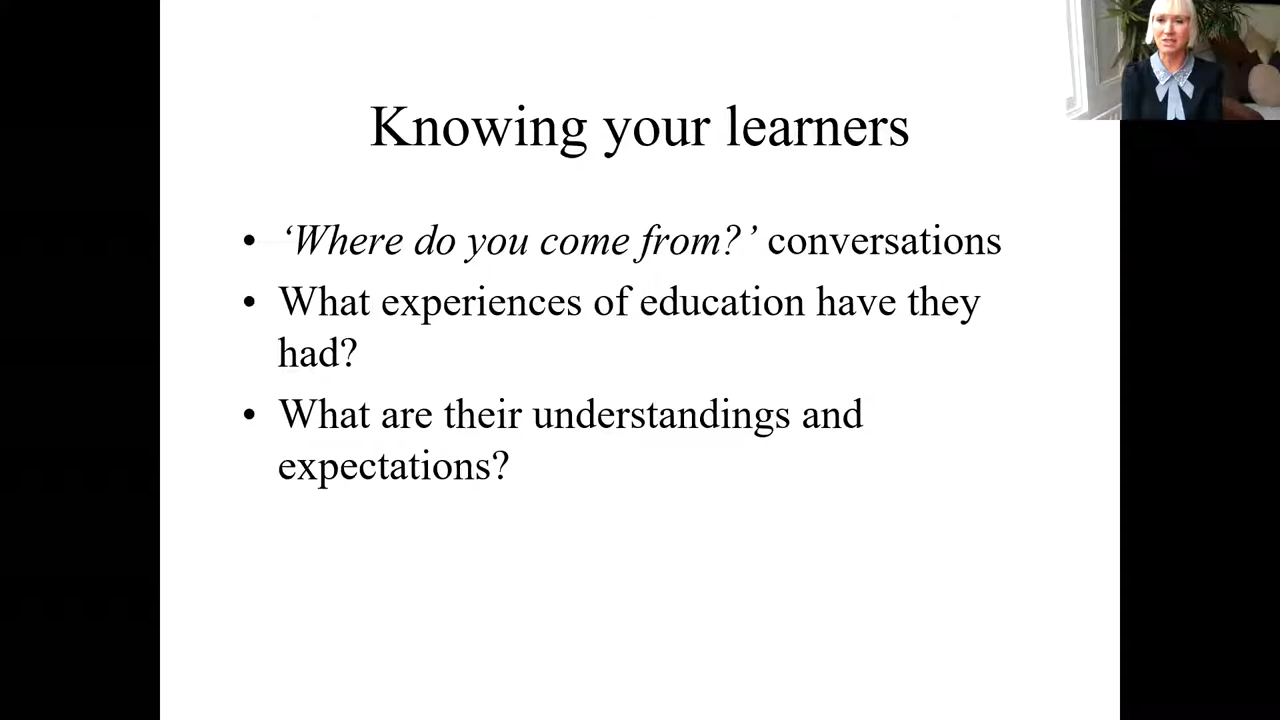 Knowing your learners
• ‘Where do you come from?’ conversations
• What experiences of education have they
had?
• What are their understandings and
expectations?